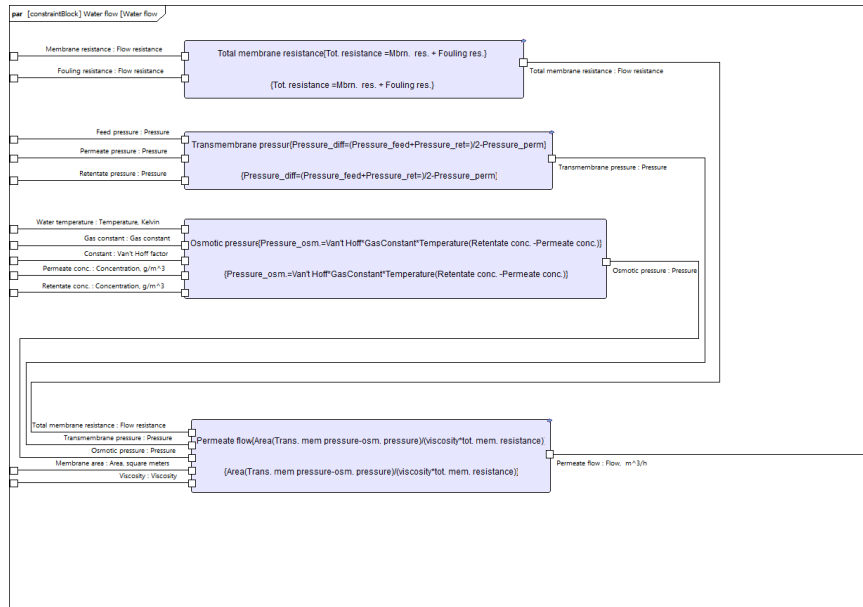 par [constraintBlock] Water flow [Water flow
Membrane resistance : Flow resistance
Fouling resistance : Flow resistance
Total membrane resistance{Tot. resistance =Mbrn. res. + Fouling res.}
{Tot. resistance =Mbrn. res. + Fouling res.}
Total membrane resistance : Flow resistance
Feed pressure : Pressure
Permeate pressure : Pressure
Retentate pressure : Pressure
Transmembrane pressur{Pressure_diff=(Pressure_feed+Pressure_ret=)/2-Pressure_perm}
{Pressure_diff=(Pressure_feed+Pressure_ret=)/2-Pressure_perm}
Transmembrane pressure : Pressure
Water temperature : Temperature, Kelvin
Gas constant : Gas constant
Constant : Van't Hoff factor
Permeate conc. : Concentration, g/m^3
Retentate conc. : Concentration, g/m^3
Osmotic pressure{Pressure_osm.=Van't Hoff*GasConstant*Temperature(Retentate conc. -Permeate conc.)}
{Pressure_osm.=Van't Hoff*GasConstant*Temperature(Retentate conc. -Permeate conc.)}
Osmotic pressure : Pressure
Total membrane resistance : Flow resistance
Transmembrane pressure : Pressure
Osmotic pressure : Pressure
Membrane area : Area, square meters
Viscosity : Viscosity
Permeate flow{Area(Trans. mem pressure-osm. pressure)/(viscosity*tot. mem. resistance)
{Area(Trans. mem pressure-osm. pressure)/(viscosity*tot. mem. resistance)}
Permeate flow : Flow, m^3/h